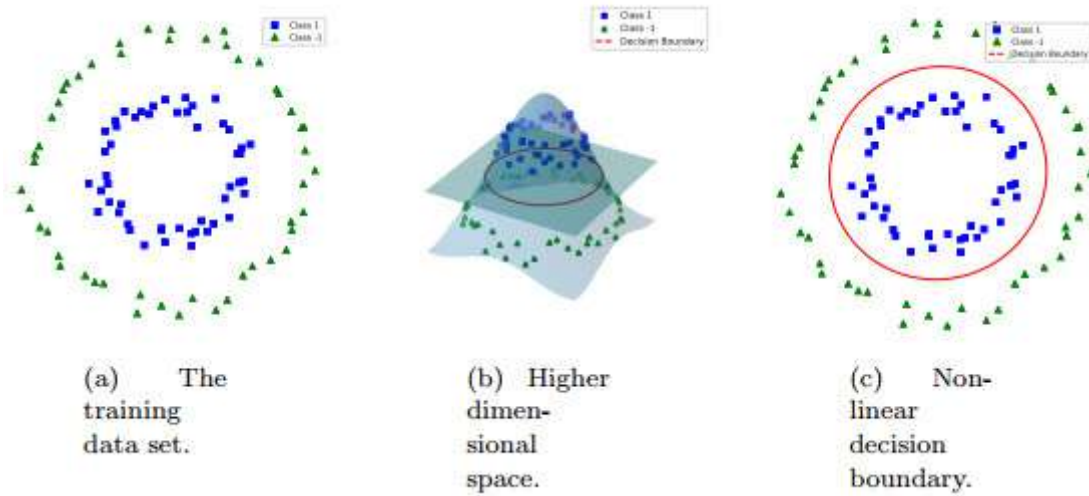 Class 1
Class -1
Class 1
Class -1
Decision Boundary
Class 1
Class -1
Decision Boundary
(a) The
training
data set.
(b) Higher
dimen-
sional
space.
(c) Non-
linear
decision
boundary.